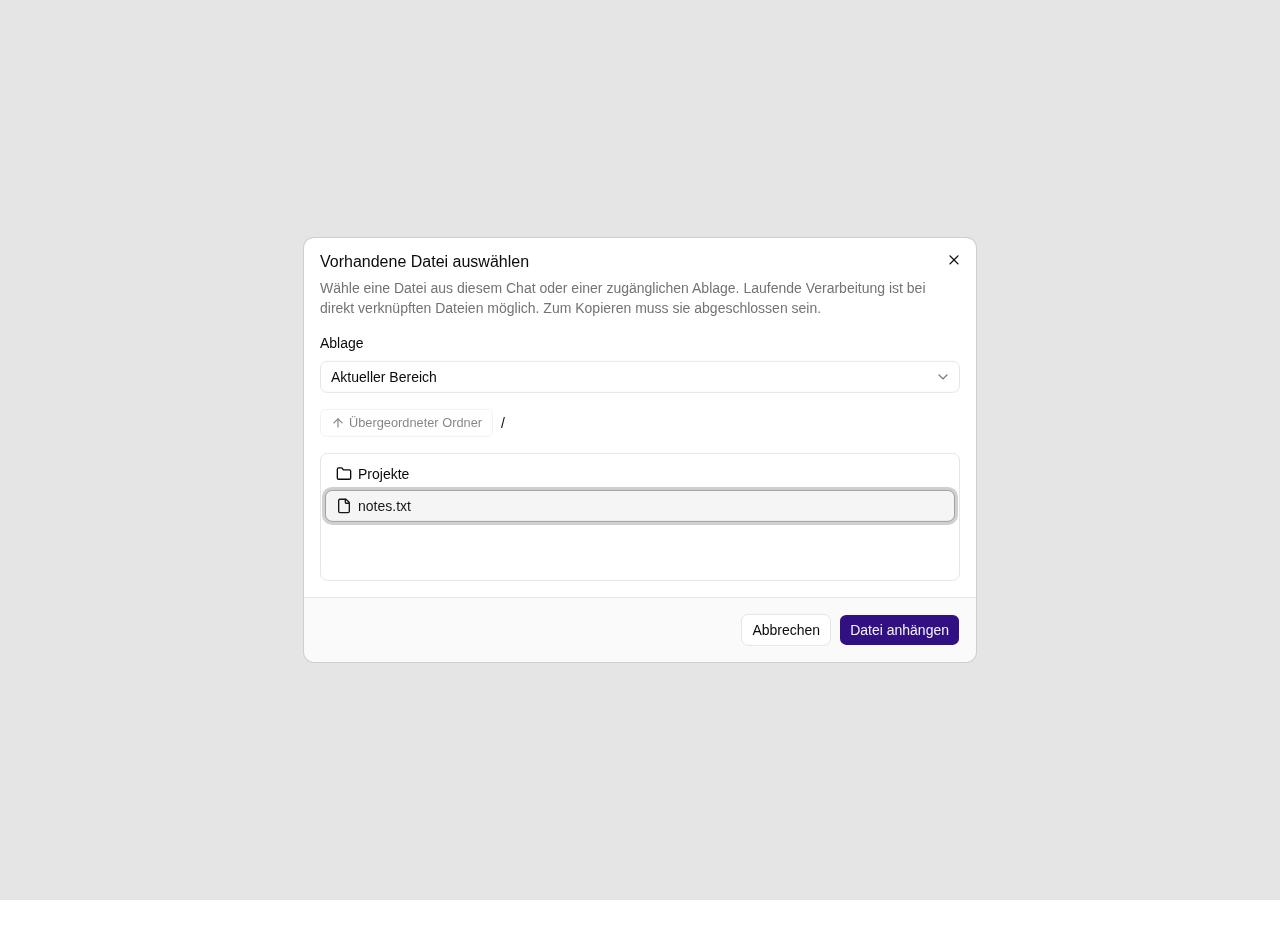 Vorhandene Datei auswählen
Wähle eine Datei aus diesem Chat oder einer zugänglichen Ablage. Laufende Verarbeitung ist bei
direkt verknüpften Dateien möglich. Zum Kopieren muss sie abgeschlossen sein.
Ablage
Aktueller Bereich
Übergeordneter Ordner /
Projekte
notes.txt
Abbrechen Datei anhängen